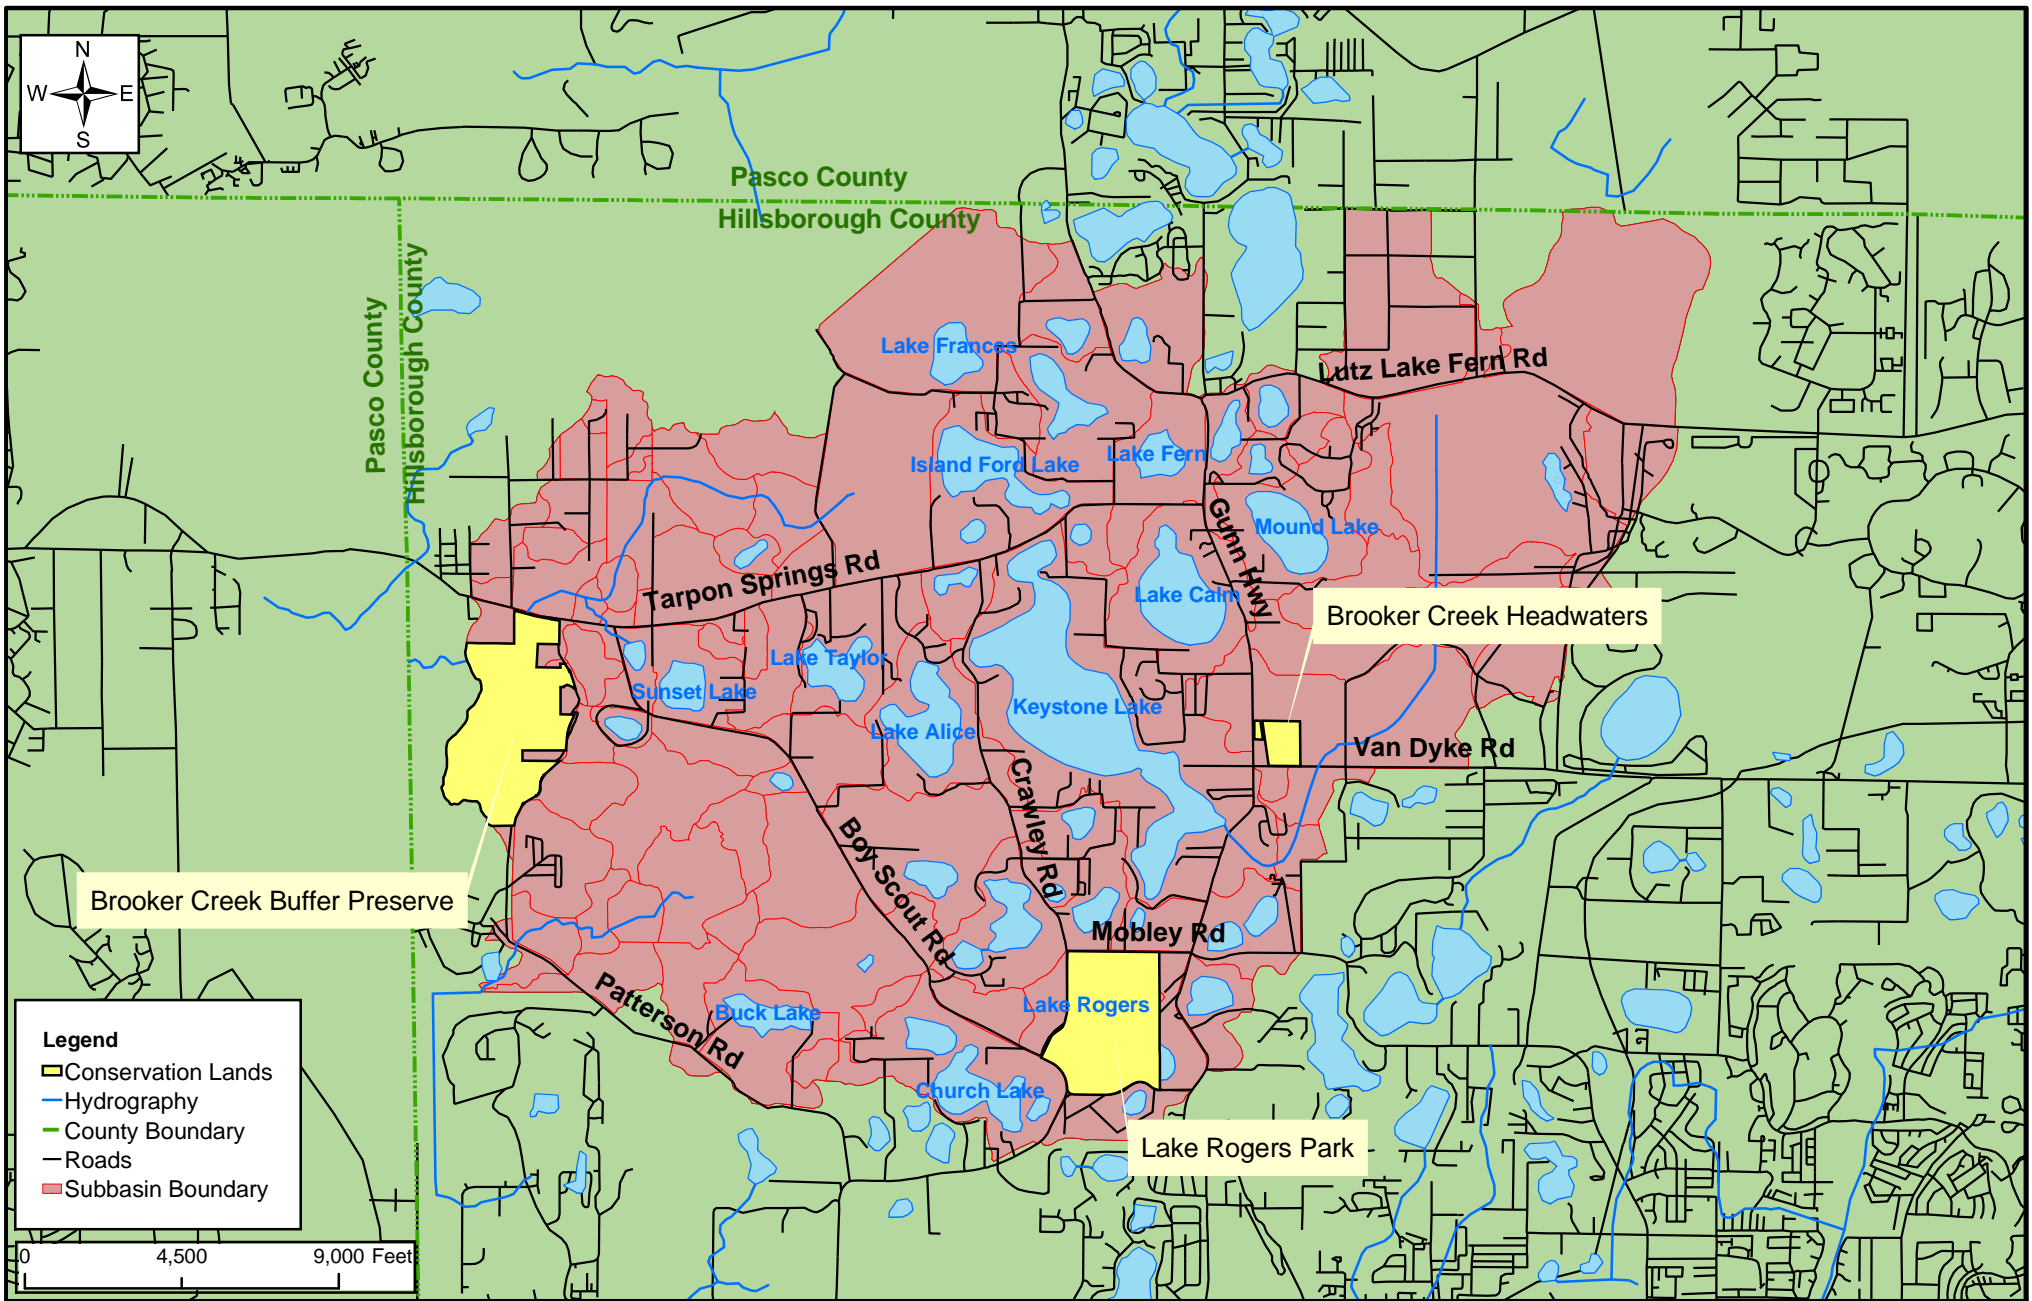 N
W E
S
Pasco County
Hillsborough County
Pasco County
Hillsborough County
Lake Frances
Lutz Lake Fern Rd
Island Ford Lake
Lake Fern
Gunn Hwy
Mound Lake
Tarpon Springs Rd
Lake Calm
Brooker Creek Headwaters
Lake Taylor
Sunset Lake
Keystone Lake
Lake Alice
Van Dyke Rd
Crawley Rd
Boy Scout Rd
Brooker Creek Buffer Preserve
Mobley Rd
Patterson Rd
Buck Lake
Lake Rogers
Church Lake
Lake Rogers Park
Legend
Conservation Lands
Hydrography
County Boundary
Roads
Subbasin Boundary
0 4,500 9,000 Feet